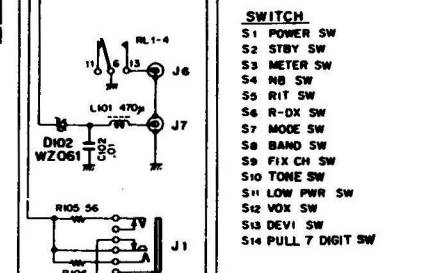 RL1-4
11 6 13
J6
L101 470μ
J7
D102
WZ061
C102
.01
R105 56
J1
SWITCH
S1 POWER SW
S2 STBY SW
S3 METER SW
S4 NB SW
S5 RIT SW
S6 R-DX SW
S7 MODE SW
S8 BAND SW
S9 FIX CH SW
S10 TONE SW
S11 LOW PWR SW
S12 VOX SW
S13 DEVI SW
S14 PULL 7 DIGIT SW